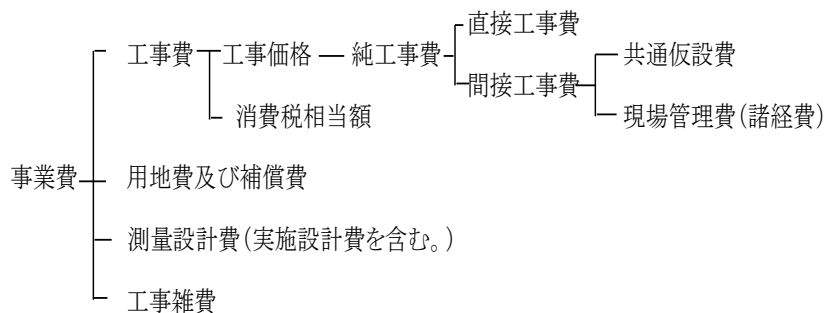 直接工事費
工事費 工事価格 純工事費 共通仮設費
間接工事費
消費税相当額 現場管理費(諸経費)
事業費 用地費及び補償費
測量設計費(実施設計費を含む。)
工事雑費